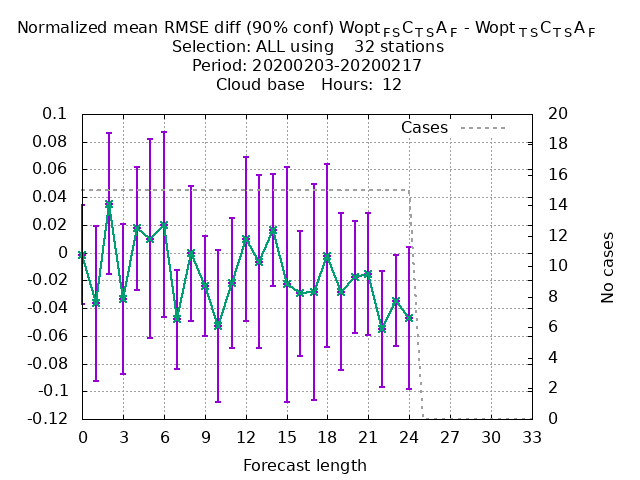 Normalized mean RMSE diff (90% conf) Wopt FS C TS A F - Wopt TS C TS A F
Selection: ALL using 32 stations
Period: 20200203-20200217
Cloud base Hours: 12
Cases
0.1
0.08
0.06
0.04
0.02
0
-0.02
-0.04
-0.06
-0.08
-0.1
-0.12
20
18
16
14
12
10
8
6
4
2
0
No cases
0 3 6 9 12 15 18 21 24 27 30 33
Forecast length